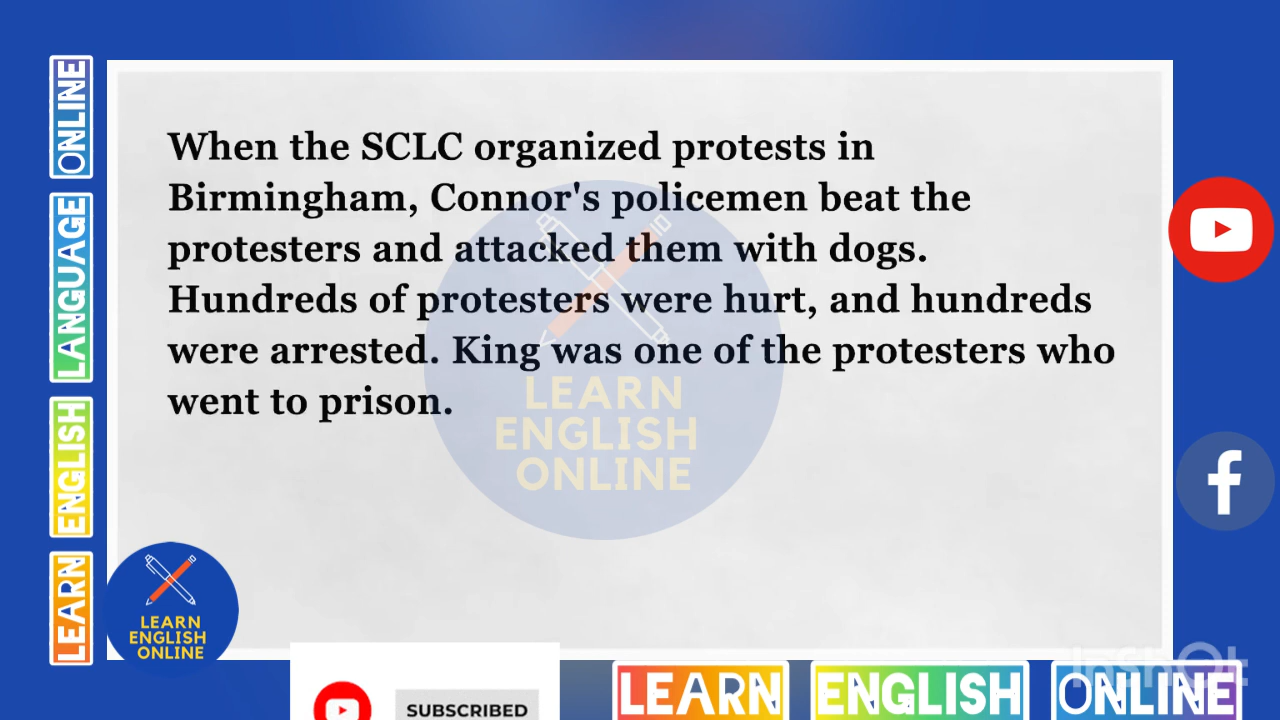 When the SCLC organized protests in
Birmingham, Connor's policemen beat the
protesters and attacked them with dogs.
Hundreds of protesters were hurt, and hundreds
were arrested. King was one of the protesters who
went to prison.
LEARN
ENGLISH
ONLINE
LEARN ENGLISH LANGUAGE ONLINE
LEARN
ENGLISH
ONLINE
SUBSCRIBED
LEARN ENGLISH ONLINE
InShOt